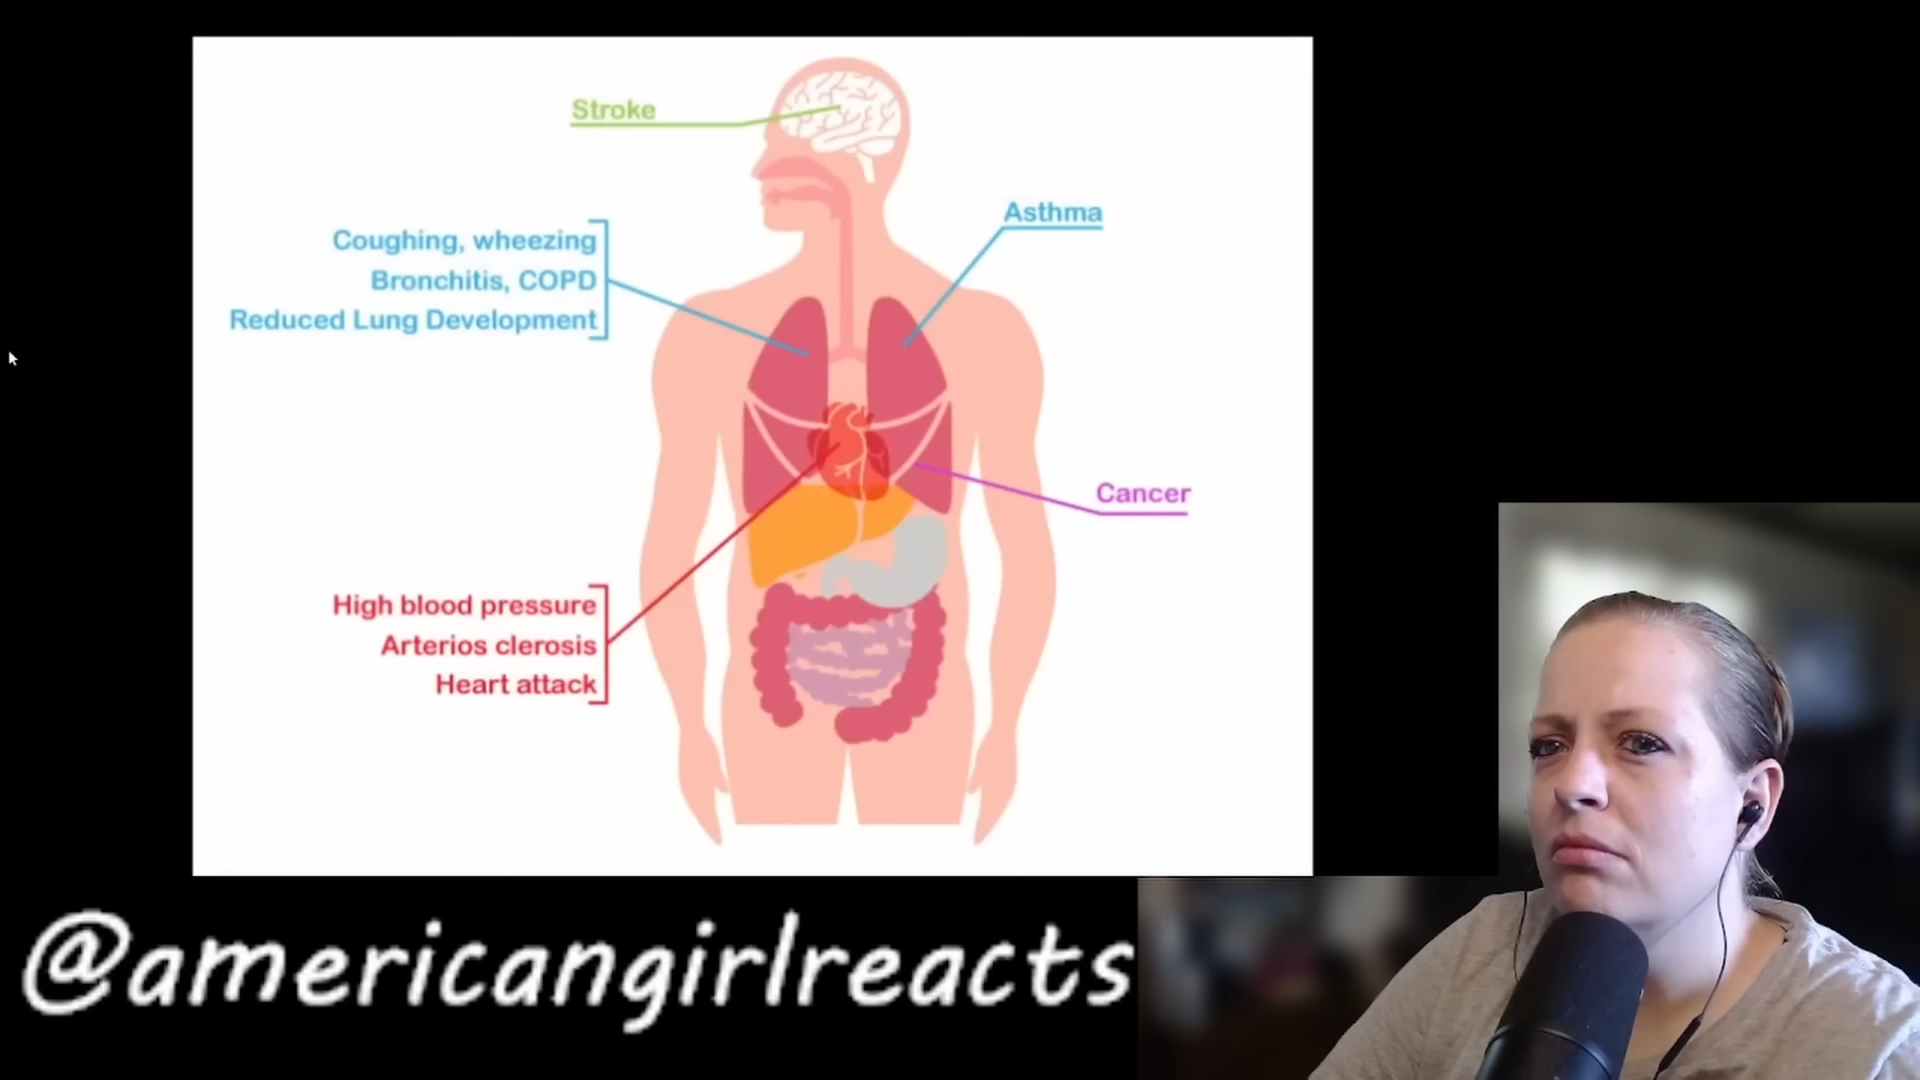 Stroke
Asthma
Coughing, wheezing
Bronchitis, COPD
Reduced Lung Development
Cancer
High blood pressure
Arterios clerosis
Heart attack
@americangirlreacts